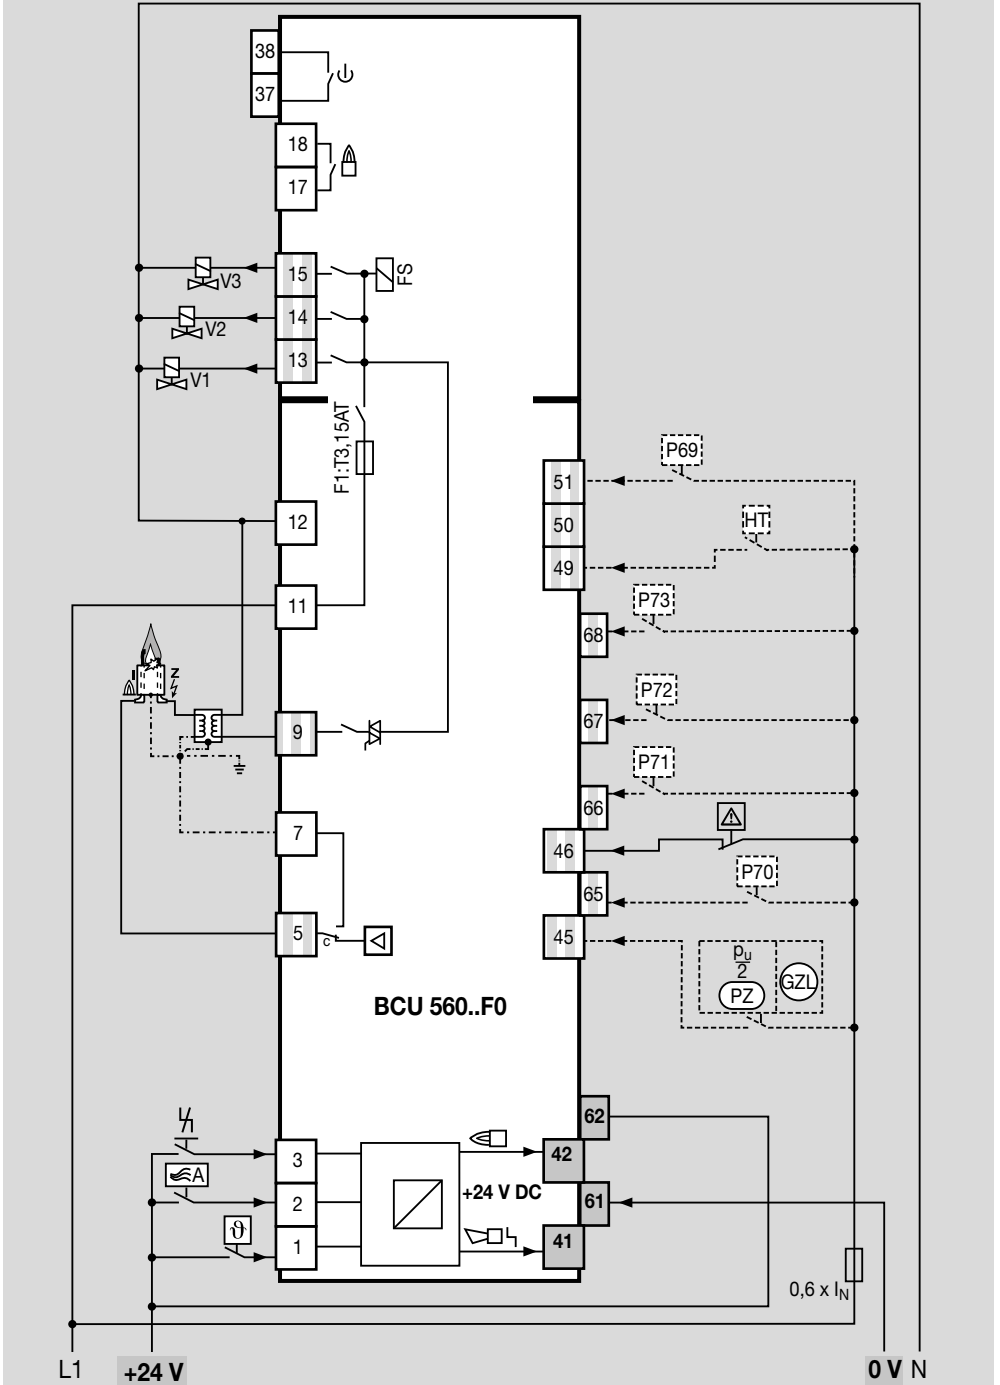 38
37
18
17
15
14
13
V3
V2
V1
FS
F1:T3,15AT
12
11
9
7
5
c
I
Z
51
50
49
68
67
66
46
65
45
P69
HT
P73
P72
P71
P70
pu
2
PZ
GZL
BCU 560..F0
3
2
1
A
ϑ
+24 V DC
62
42
61
41
0,6 x IN
L1
+24 V
0 V
N